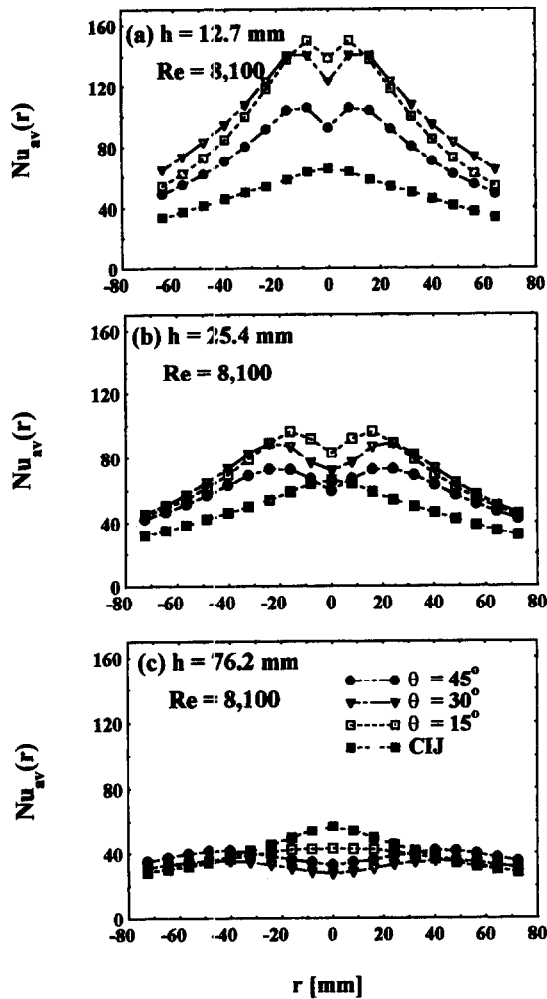 160
120
80
40
0
(a) h = 12.7 mm
Re = 8,100
Nu_av(r)
-80 -60 -40 -20 0 20 40 60 80
160
120
80
40
0
(b) h = 25.4 mm
Re = 8,100
Nu_av(r)
-80 -60 -40 -20 0 20 40 60 80
160
120
80
40
0
(c) h = 76.2 mm
Re = 8,100
θ = 45°
θ = 30°
θ = 15°
CIJ
Nu_av(r)
-80 -60 -40 -20 0 20 40 60 80
r [mm]